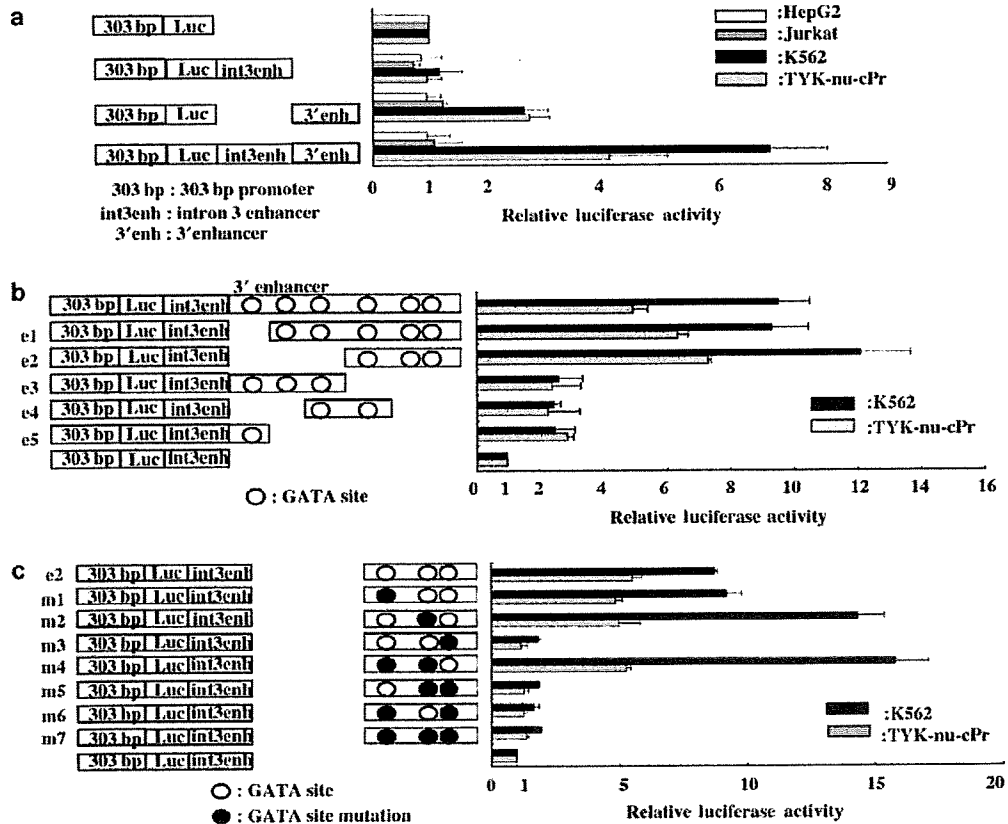 a
303 bp Luc
303 bp Luc int3enh
303 bp Luc 3′enh
303 bp Luc int3enh 3′enh
303 bp : 303 bp promoter
int3enh : intron 3 enhancer
3′enh : 3′enhancer
:HepG2
:Jurkat
:K562
:TYK-nu-cPr
0 1 2 4 6 7 8 9
Relative luciferase activity
b
3′ enhancer
303 bp Luc int3enh
e1 303 bp Luc int3enh
e2 303 bp Luc int3enh
e3 303 bp Luc int3enh
e4 303 bp Luc int3enh
e5 303 bp Luc int3enh
303 bp Luc int3enh
: GATA site
:K562
:TYK-nu-cPr
0 1 2 4 6 8 10 12 14 16
Relative luciferase activity
c
e2 303 bp Luc int3enh
m1 303 bp Luc int3enh
m2 303 bp Luc int3enh
m3 303 bp Luc int3enh
m4 303 bp Luc int3enh
m5 303 bp Luc int3enh
m6 303 bp Luc int3enh
m7 303 bp Luc int3enh
303 bp Luc int3enh
: GATA site
: GATA site mutation
:K562
:TYK-nu-cPr
0 1 5 10 15 20
Relative luciferase activity